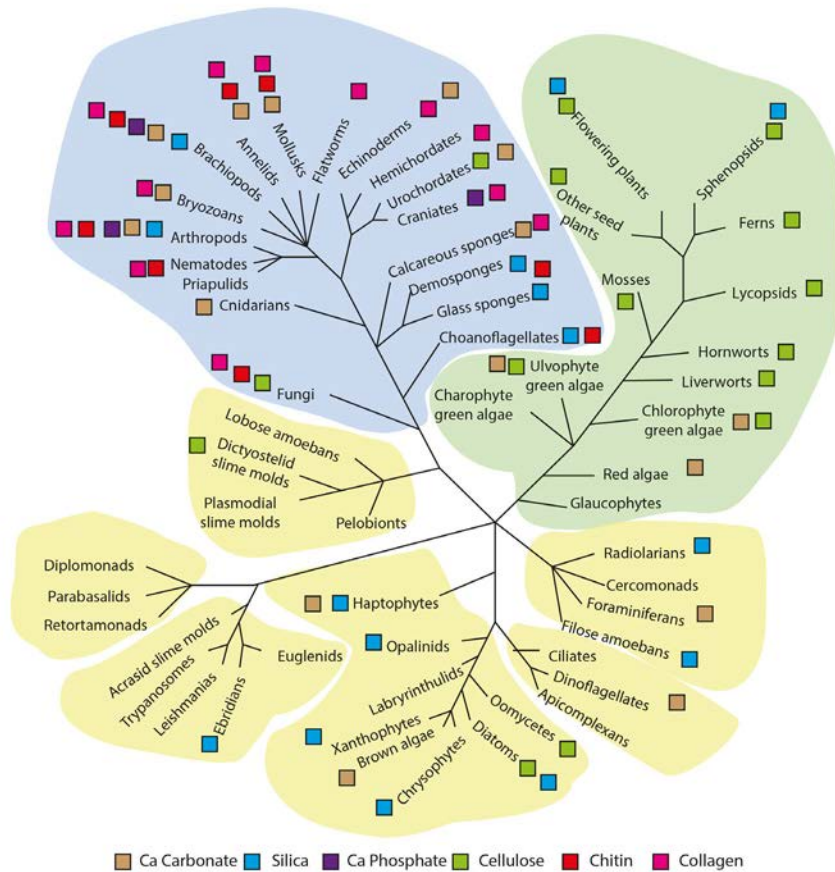 Mollusks
Annelids
Flatworms
Echinoderms
Brachiopods
Hemichordates
Urochordates
Craniates
Bryozoans
Arthropods
Nematodes
Priapulids
Cnidarians
Calcareous sponges
Demosponges
Glass sponges
Choanoflagellates
Fungi
Flowering plants
Sphenopsids
Other seed
plants
Ferns
Mosses
Lycopsids
Hornworts
Liverworts
Ulvophyte
green algae
Charophyte
green algae
Chlorophyte
green algae
Red algae
Glaucophytes
Lobose amoebans
Dictyostelid
slime molds
Plasmodial
slime molds
Pelobionts
Diplomonads
Parabasalids
Retortamonads
Acrasid slime molds
Trypanosomes
Leishmanias
Ebridians
Euglenids
Haptophytes
Opalinids
Labyrinthulids
Xanthophytes
Brown algae
Chrysophytes
Diatoms
Oomycetes
Radiolarians
Cercomonads
Foraminiferans
Filose amoebans
Ciliates
Dinoflagellates
Apicomplexans
Ca Carbonate Silica Ca Phosphate Cellulose Chitin Collagen